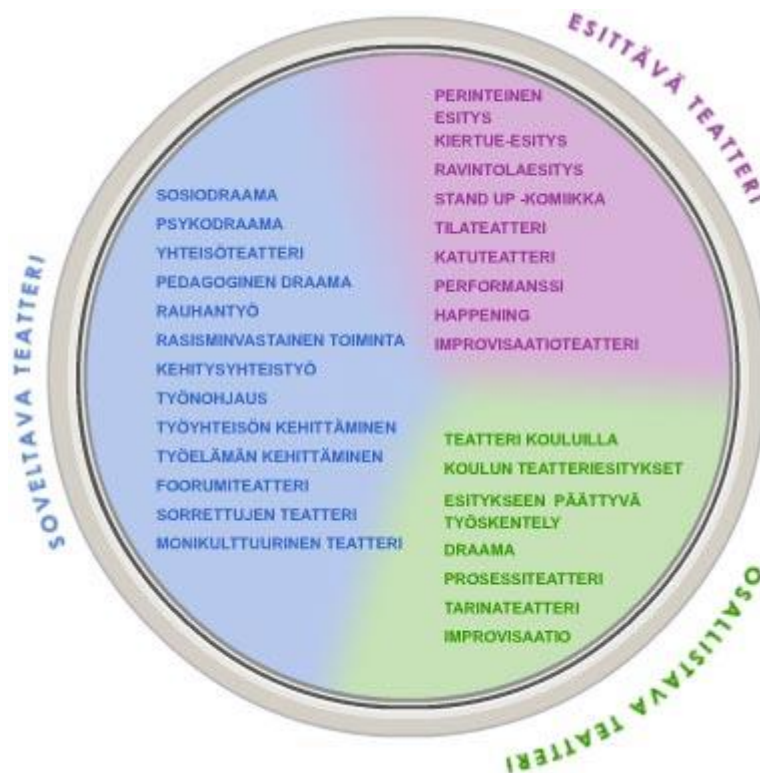 ESITTÄVÄ TEATTERI
PERINTEINEN
ESITYS
KIERTUE-ESITYS
RAVINTOLAESITYS
STAND UP -KOMIIKKA
TILATEATTERI
KATUTEATTERI
PERFORMANSSI
HAPPENING
IMPROVISAATIOTEATTERI
SOVELTAVA TEATTERI
SOSIODRAAMA
PSYKODRAAMA
YHTEISÖTEATTERI
PEDAGOGINEN DRAAMA
RAUHANTYÖ
RASISMINVASTAINEN TOIMINTA
KEHITYSYHTEISTYÖ
TYÖNOHJAUS
TYÖYHTEISÖN KEHITTÄMINEN
TYÖELÄMÄN KEHITTÄMINEN
FOORUMITEATTERI
SORRETTUJEN TEATTERI
MONIKULTTUURINEN TEATTERI
TEATTERI KOULUILLA
KOULUN TEATTERIESITYKSET
ESITYKSEEN PÄÄTTYVÄ
TYÖSKENTELY
DRAAMA
PROSESSITEATTERI
TARINATEATTERI
IMPROVISAATIO
OSALLISTAVA TEATTERI